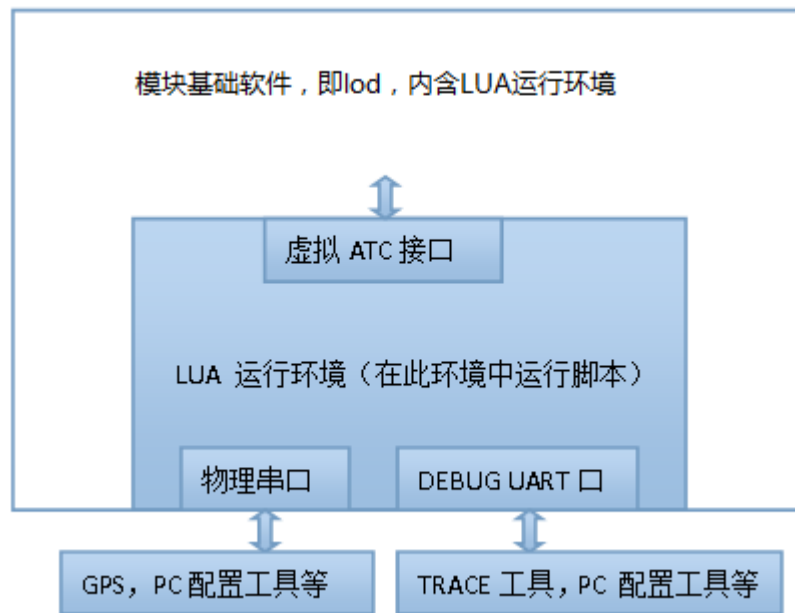 模块基础软件，即lod，内含LUA运行环境
虚拟 ATC 接口
LUA 运行环境（在此环境中运行脚本）
物理串口
DEBUG UART 口
GPS，PC 配置工具等
TRACE 工具，PC 配置工具等